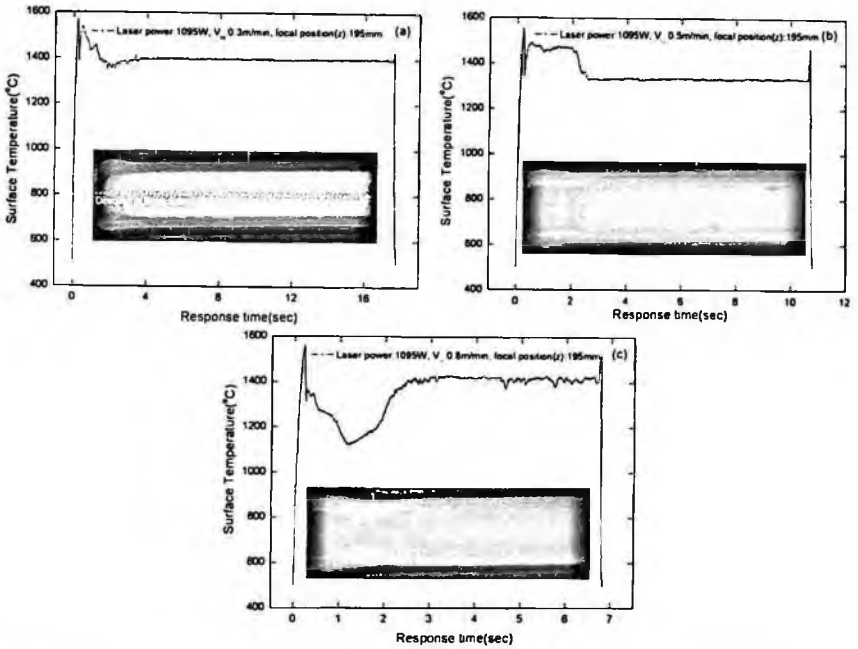 Laser power 1095W, V 0.3m/min, local position(z):195mm (a)
Surface Temperature(°C)
1600
1400
1200
1000
800
600
400
0 4 8 12 16
Response time(sec)
Laser power 1095W, V 0.5m/min, local position(z):195mm (b)
Surface Temperature(°C)
1600
1400
1200
1000
800
600
400
0 2 4 6 8 10 12
Response time(sec)
Laser power 1095W, V 0.8m/min, local position(z):195mm (c)
Surface Temperature(°C)
1600
1400
1200
1000
800
600
400
0 1 2 3 4 5 6 7
Response time(sec)